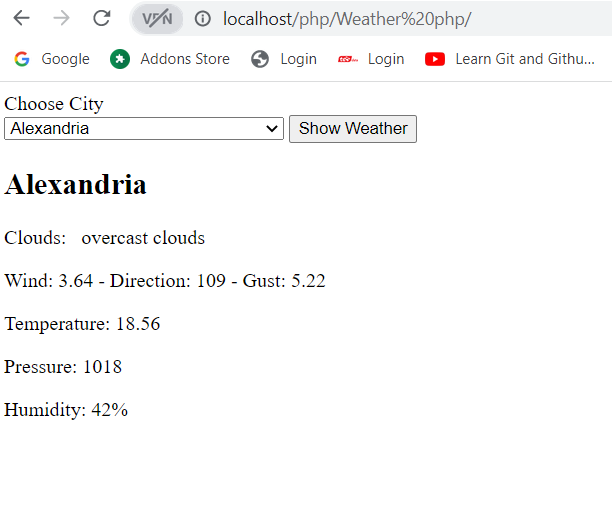 VPN localhost/php/Weather%20php/
Google Addons Store Login Login Learn Git and Githu...
Choose City
Alexandria Show Weather
Alexandria
Clouds: overcast clouds
Wind: 3.64 - Direction: 109 - Gust: 5.22
Temperature: 18.56
Pressure: 1018
Humidity: 42%